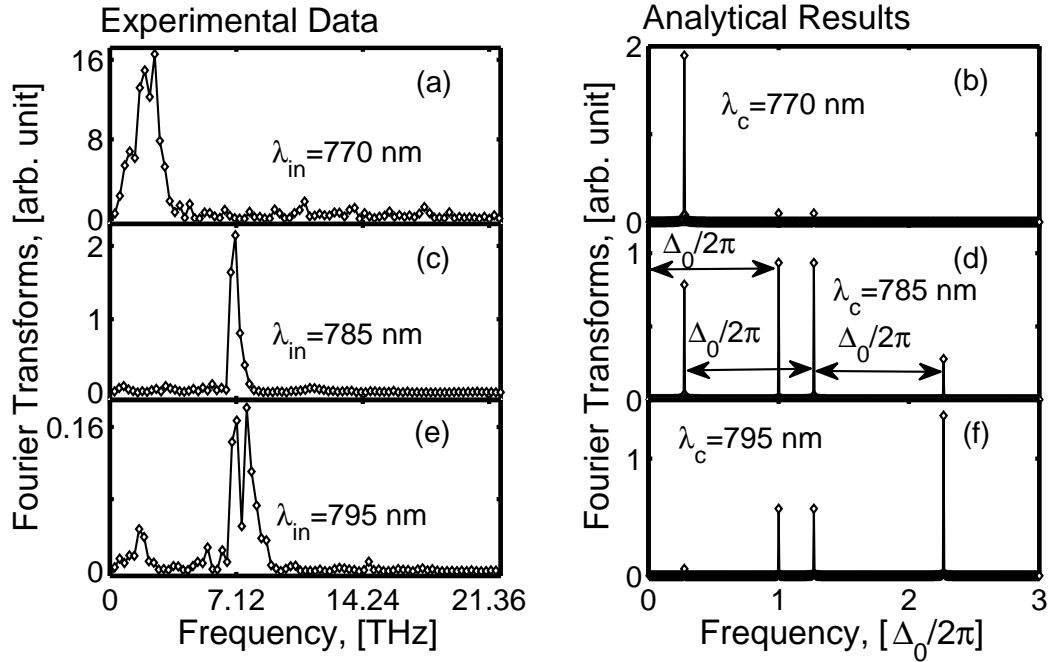 Experimental Data
Analytical Results
Fourier Transforms, [arb. unit]
16
8
0
(a)
λin=770 nm
2
1
0
(c)
λin=785 nm
0.16
0
(e)
λin=795 nm
0 7.12 14.24 21.36
Frequency, [THz]
Fourier Transforms, [arb. unit]
2
1
0
(b)
λc=770 nm
1
0
Δ0/2π
(d)
λc=785 nm
Δ0/2π
Δ0/2π
1
0
λc=795 nm
(f)
0 1 2 3
Frequency, [Δ0/2π]